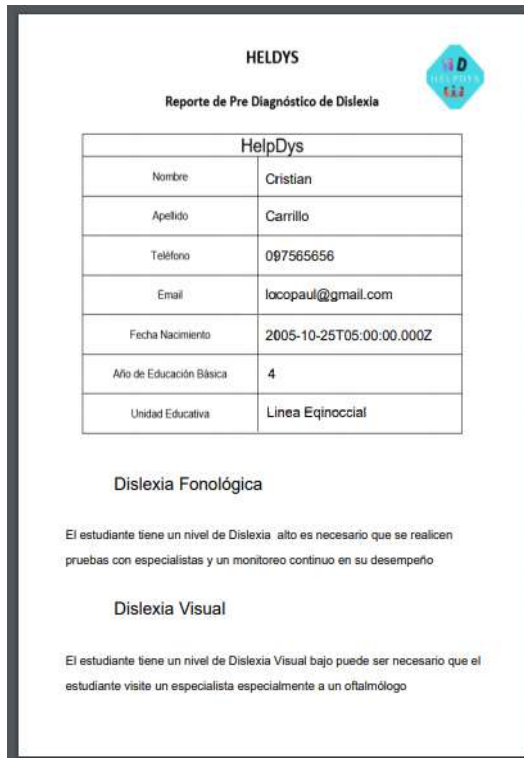 HELDYS
D
HELPDYS
Reporte de Pre Diagnóstico de Dislexia
HelpDys
Nombre Cristian
Apellido Carrillo
Teléfono 097565656
Email locopaul@gmail.com
Fecha Nacimiento 2005-10-25T05:00:00.000Z
Año de Educación Básica 4
Unidad Educativa Linea Eqinoccial
Dislexia Fonológica
El estudiante tiene un nivel de Dislexia alto es necesario que se realicen
pruebas con especialistas y un monitoreo continuo en su desempeño
Dislexia Visual
El estudiante tiene un nivel de Dislexia Visual bajo puede ser necesario que el
estudiante visite un especialista especialmente a un oftalmólogo